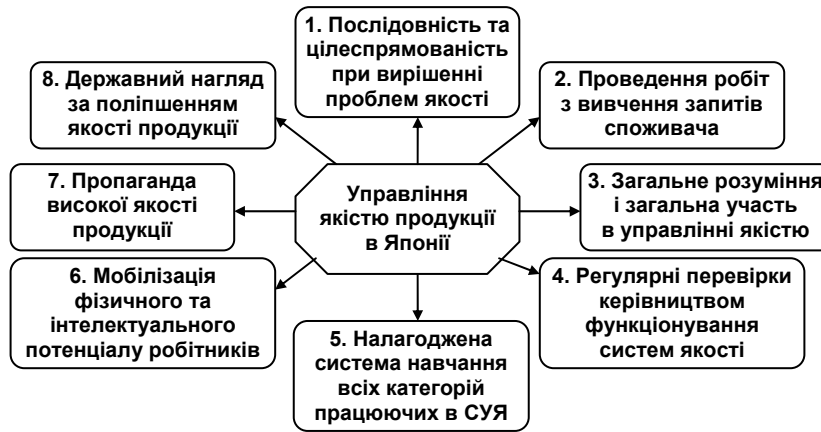 1. Послідовність та
цілеспрямованість
при вирішенні
проблем якості
2. Проведення робіт
з вивчення запитів
споживача
3. Загальне розуміння
і загальна участь
в управлінні якістю
4. Регулярні перевірки
керівництвом
функціонування
систем якості
5. Налагоджена
система навчання
всіх категорій
працюючих в СУЯ
6. Мобілізація
фізичного та
інтелектуального
потенціалу робітників
7. Пропаганда
високої якості
продукції
8. Державний нагляд
за поліпшенням
якості продукції
Управління
якістю продукції
в Японії